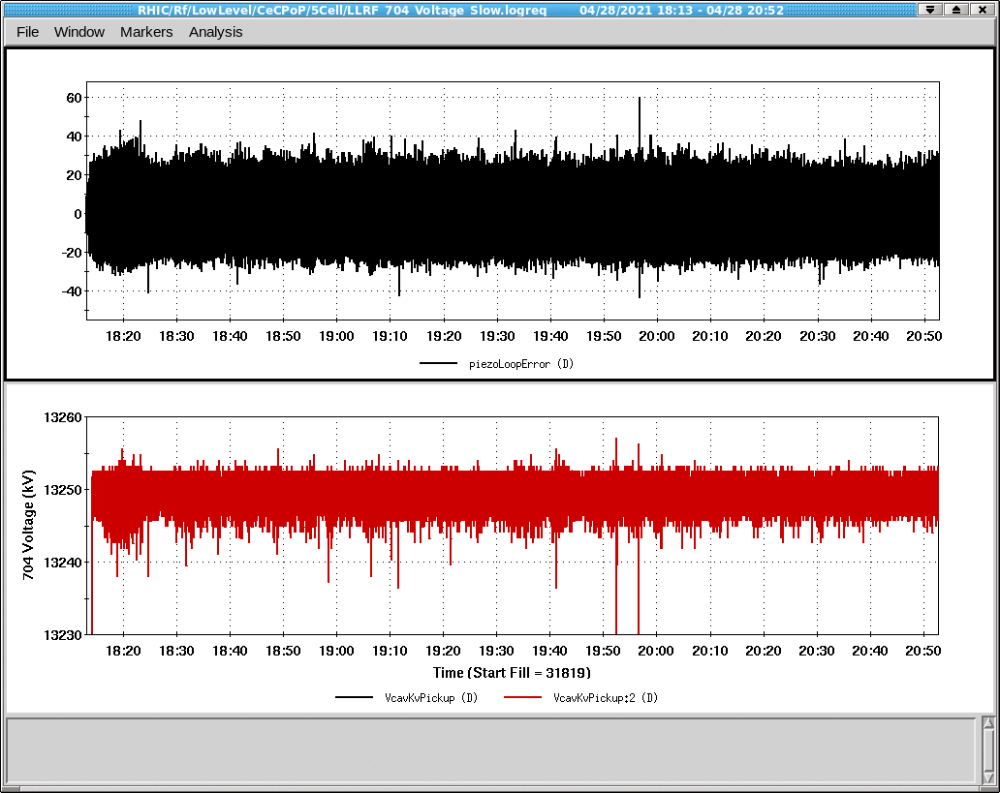 RHIC/Rf/LowLevel/CeCPoP/5Cell/LLRF_704_Voltage_Slow.logreq 04/28/2021 18:13 - 04/28 20:52
File Window Markers Analysis
60
40
20
0
-20
-40
18:20 18:30 18:40 18:50 19:00 19:10 19:20 19:30 19:40 19:50 20:00 20:10 20:20 20:30 20:40 20:50
piezoLoopError (D)
13260
13250
13240
13230
704 Voltage (kV)
18:20 18:30 18:40 18:50 19:00 19:10 19:20 19:30 19:40 19:50 20:00 20:10 20:20 20:30 20:40 20:50
Time (Start Fill = 31819)
VcavKvPickup (D) VcavKvPickup:2 (D)